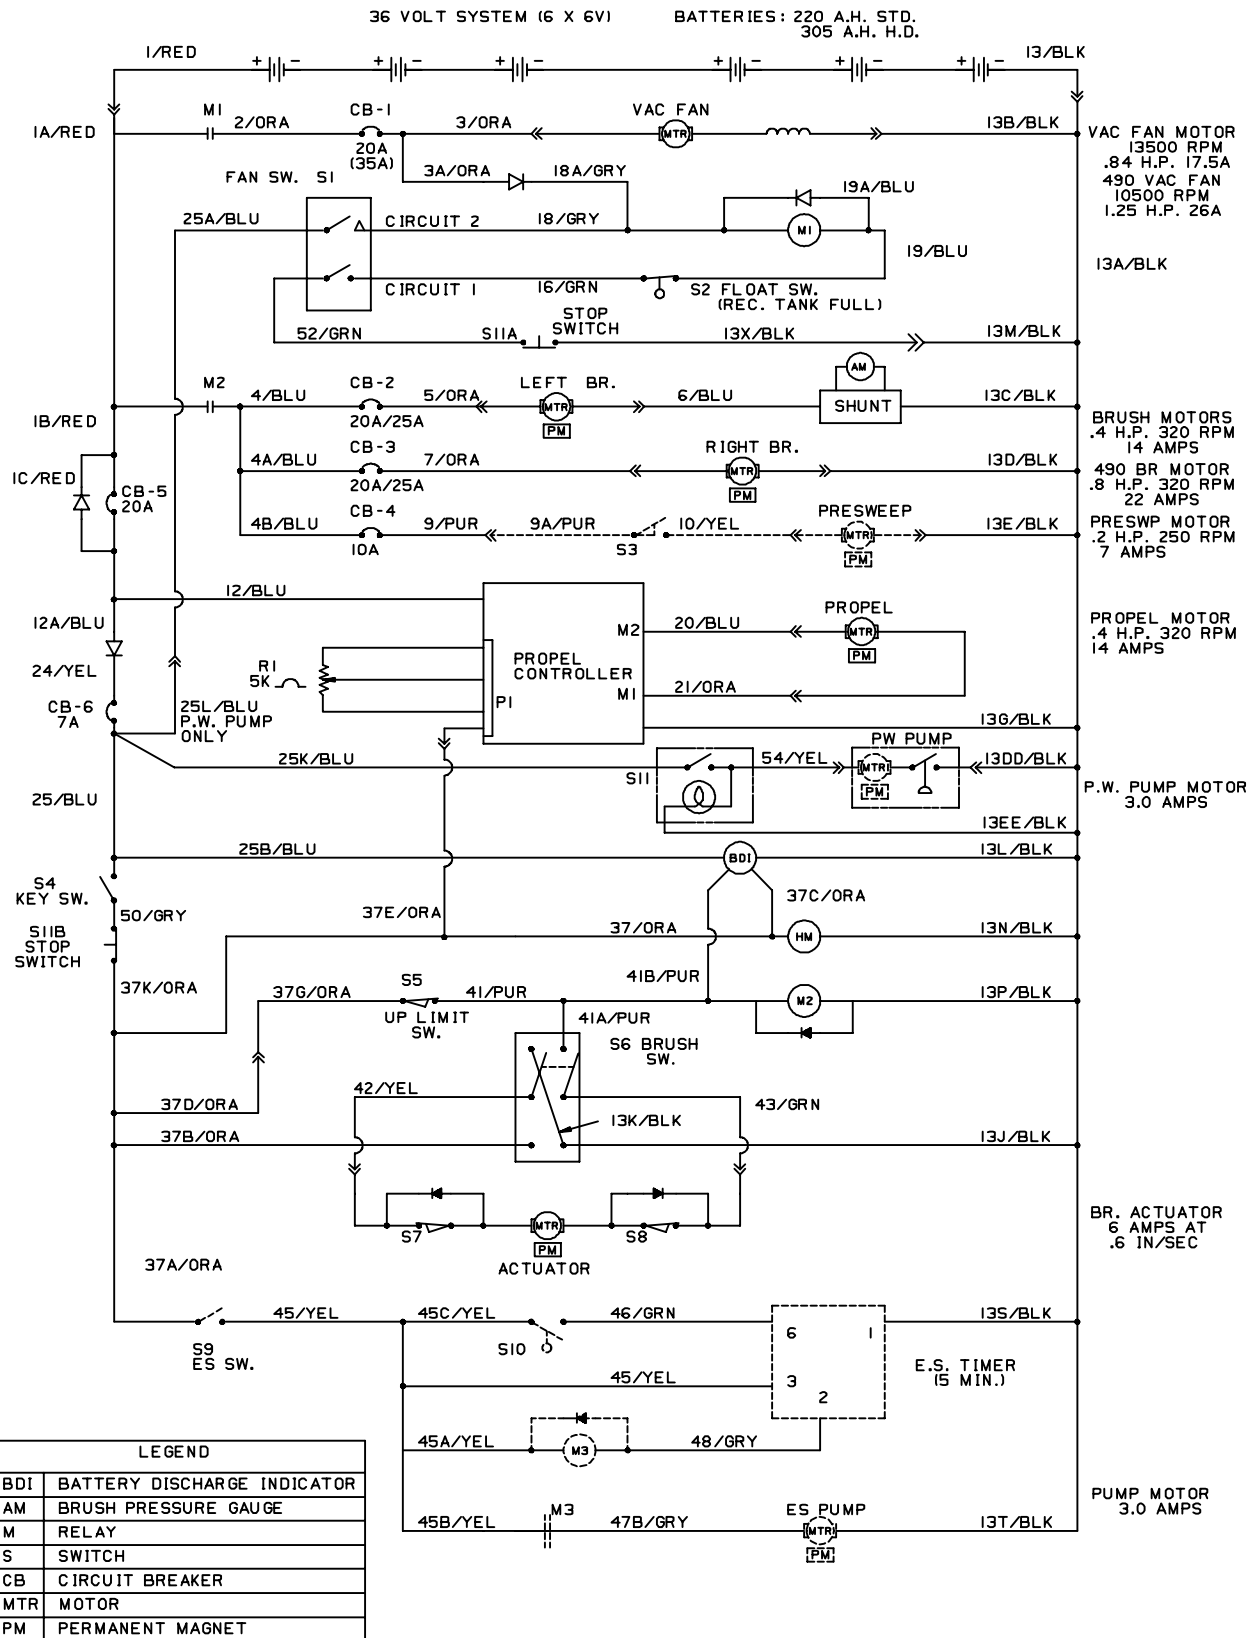 36 VOLT SYSTEM (6 X 6V)
BATTERIES: 220 A.H. STD.
305 A.H. H.D.
1/RED
+ -
+ -
+ -
+ -
+ -
+ -
13/BLK
1A/RED
M1
2/ORA
CB-1
20A
(35A)
3/ORA
VAC FAN
MTR
13B/BLK
VAC FAN MOTOR
13500 RPM
.84 H.P. 17.5A
490 VAC FAN
10500 RPM
1.25 H.P. 26A
3A/ORA
18A/GRY
FAN SW. S1
19A/BLU
25A/BLU
CIRCUIT 2
18/GRY
M1
19/BLU
13A/BLK
CIRCUIT 1
16/GRN
S2 FLOAT SW.
(REC. TANK FULL)
52/GRN
S11A
STOP
SWITCH
13X/BLK
13M/BLK
AM
SHUNT
M2
4/BLU
CB-2
20A/25A
5/ORA
LEFT BR.
MTR
PM
6/BLU
13C/BLK
1B/RED
BRUSH MOTORS
.4 H.P. 320 RPM
14 AMPS
4A/BLU
CB-3
20A/25A
7/ORA
RIGHT BR.
MTR
PM
13D/BLK
490 BR MOTOR
.8 H.P. 320 RPM
22 AMPS
1C/RED
CB-5
20A
4B/BLU
CB-4
10A
9/PUR
9A/PUR
S3
10/YEL
PRESWEEP
MTR
PM
13E/BLK
PRESWP MOTOR
.2 H.P. 250 RPM
7 AMPS
12/BLU
12A/BLU
PROPEL
CONTROLLER
P1
M2
M1
20/BLU
PROPEL
MTR
PM
21/ORA
PROPEL MOTOR
.4 H.P. 320 RPM
14 AMPS
24/YEL
R1
5K
CB-6
7A
25L/BLU
P.W. PUMP
ONLY
13G/BLK
25K/BLU
S11
54/YEL
PW PUMP
MTR
PM
13DD/BLK
P.W. PUMP MOTOR
3.0 AMPS
25/BLU
13EE/BLK
25B/BLU
BDI
13L/BLK
S4
KEY SW.
50/GRY
37E/ORA
37C/ORA
S11B
STOP
SWITCH
37/ORA
HM
13N/BLK
37K/ORA
37G/ORA
S5
UP LIMIT
SW.
41/PUR
41B/PUR
M2
13P/BLK
41A/PUR
S6 BRUSH
SW.
42/YEL
43/GRN
37D/ORA
13K/BLK
37B/ORA
13J/BLK
S7
MTR
PM
ACTUATOR
S8
BR. ACTUATOR
6 AMPS AT
.6 IN/SEC
37A/ORA
S9
ES SW.
45/YEL
45C/YEL
S10
46/GRN
6
1
3
2
13S/BLK
E.S. TIMER
(5 MIN.)
45/YEL
45A/YEL
M3
48/GRY
45B/YEL
M3
47B/GRY
ES PUMP
MTR
PM
13T/BLK
PUMP MOTOR
3.0 AMPS
LEGEND
BDI BATTERY DISCHARGE INDICATOR
AM BRUSH PRESSURE GAUGE
M RELAY
S SWITCH
CB CIRCUIT BREAKER
MTR MOTOR
PM PERMANENT MAGNET